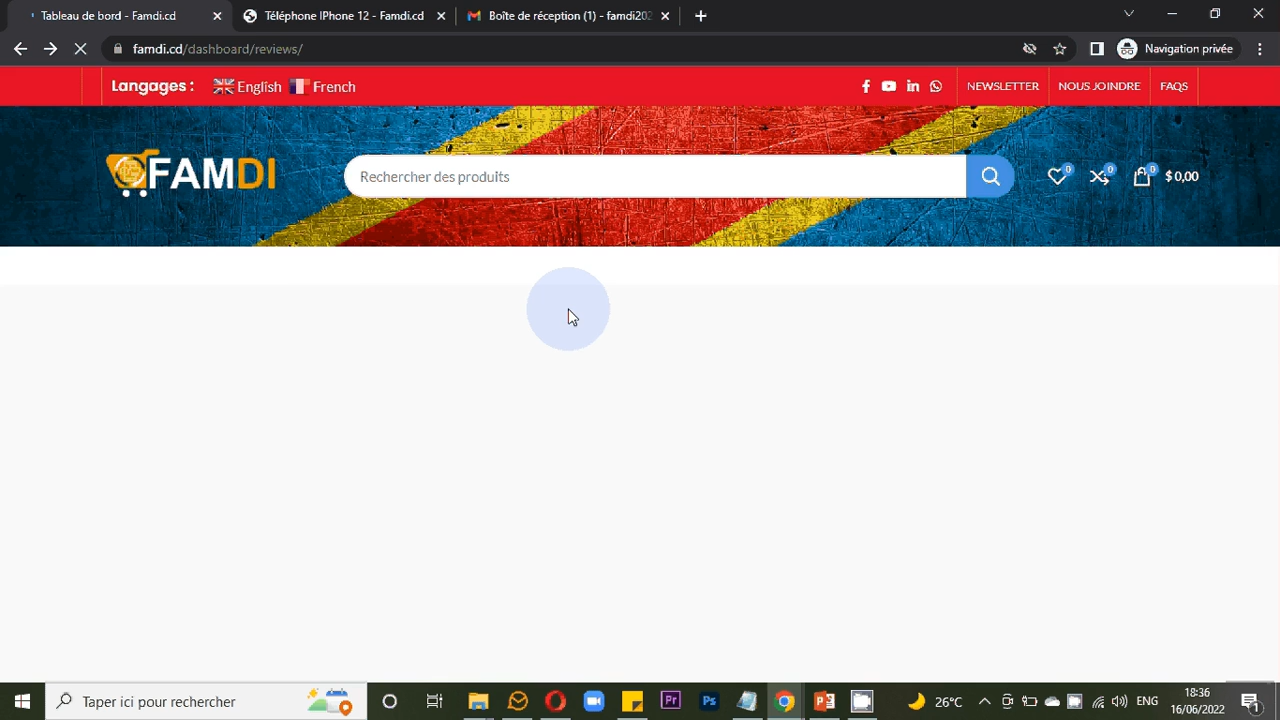 Tableau de bord - Famdi.cd
Téléphone IPhone 12 - Famdi.cd
Boîte de réception (1) - famdi202
famdi.cd/dashboard/reviews/
Navigation privée
Langages :
English
French
NEWSLETTER
NOUS JOINDRE
FAQS
FAMDI
Rechercher des produits
0
0
0
$ 0,00
Taper ici pour rechercher
Pr
Ps
26°C
ENG
18:36
16/06/2022
1